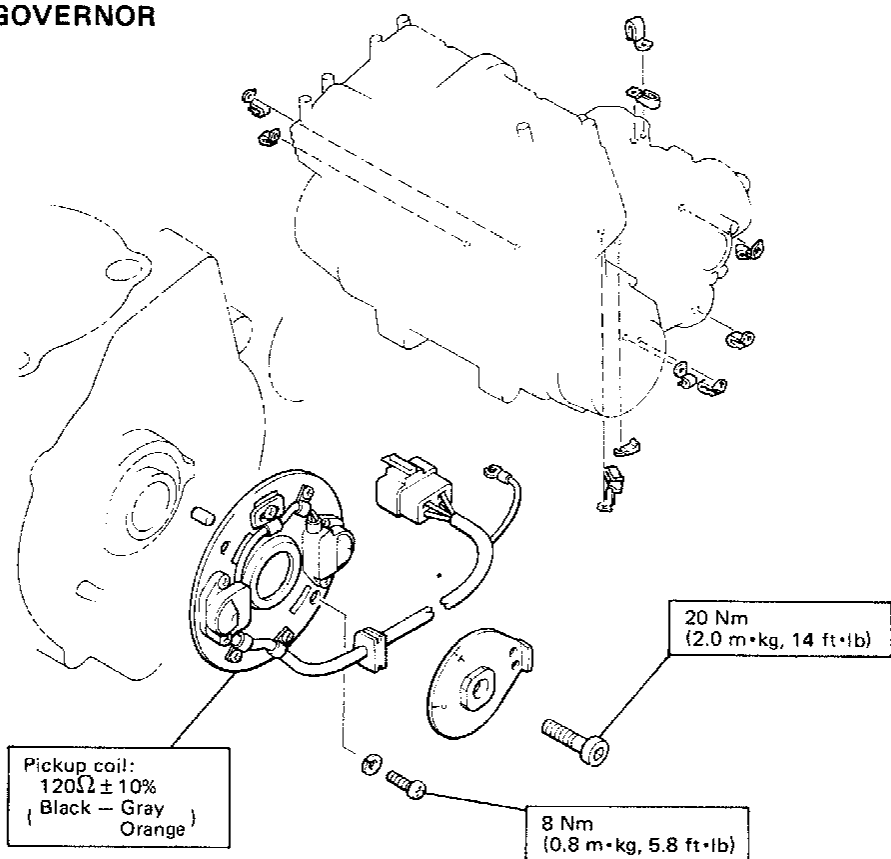 GOVERNOR
20 Nm
(2.0 m•kg, 14 ft•lb)
Pickup coil:
120Ω ± 10%
( Black – Gray
Orange )
8 Nm
(0.8 m•kg, 5.8 ft•lb)